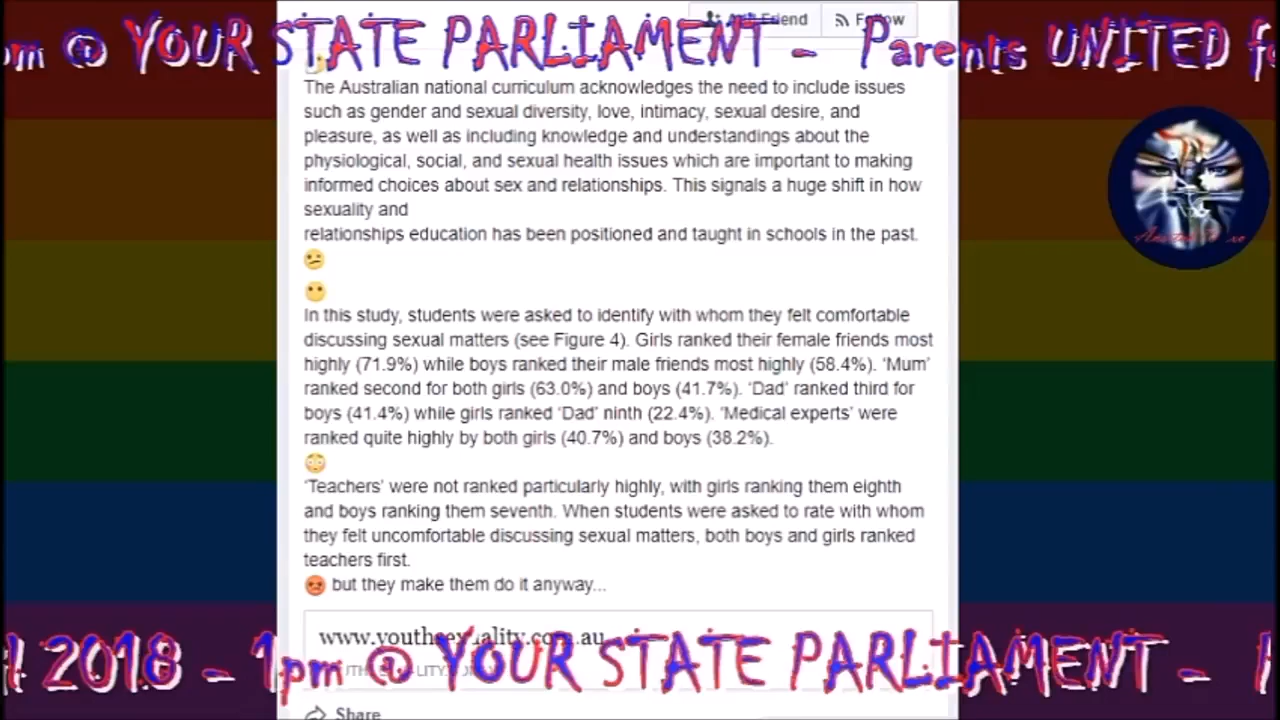 Add Friend
Follow
pm @ YOUR STATE PARLIAMENT - Parents UNITED fo
The Australian national curriculum acknowledges the need to include issues
such as gender and sexual diversity, love, intimacy, sexual desire, and
pleasure, as well as including knowledge and understandings about the
physiological, social, and sexual health issues which are important to making
informed choices about sex and relationships. This signals a huge shift in how
sexuality and
relationships education has been positioned and taught in schools in the past.
In this study, students were asked to identify with whom they felt comfortable
discussing sexual matters (see Figure 4). Girls ranked their female friends most
highly (71.9%) while boys ranked their male friends most highly (58.4%). ‘Mum’
ranked second for both girls (63.0%) and boys (41.7%). ‘Dad’ ranked third for
boys (41.4%) while girls ranked ‘Dad’ ninth (22.4%). ‘Medical experts’ were
ranked quite highly by both girls (40.7%) and boys (38.2%).
‘Teachers’ were not ranked particularly highly, with girls ranking them eighth
and boys ranking them seventh. When students were asked to rate with whom
they felt uncomfortable discussing sexual matters, both boys and girls ranked
teachers first.
but they make them do it anyway...
www.youthsexuality.com.au
2018 - 1pm @ YOUR STATE PARLIAMENT -
Share